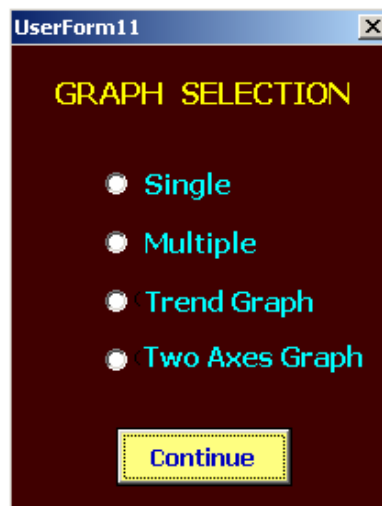 UserForm11
GRAPH SELECTION
Single
Multiple
Trend Graph
Two Axes Graph
Continue